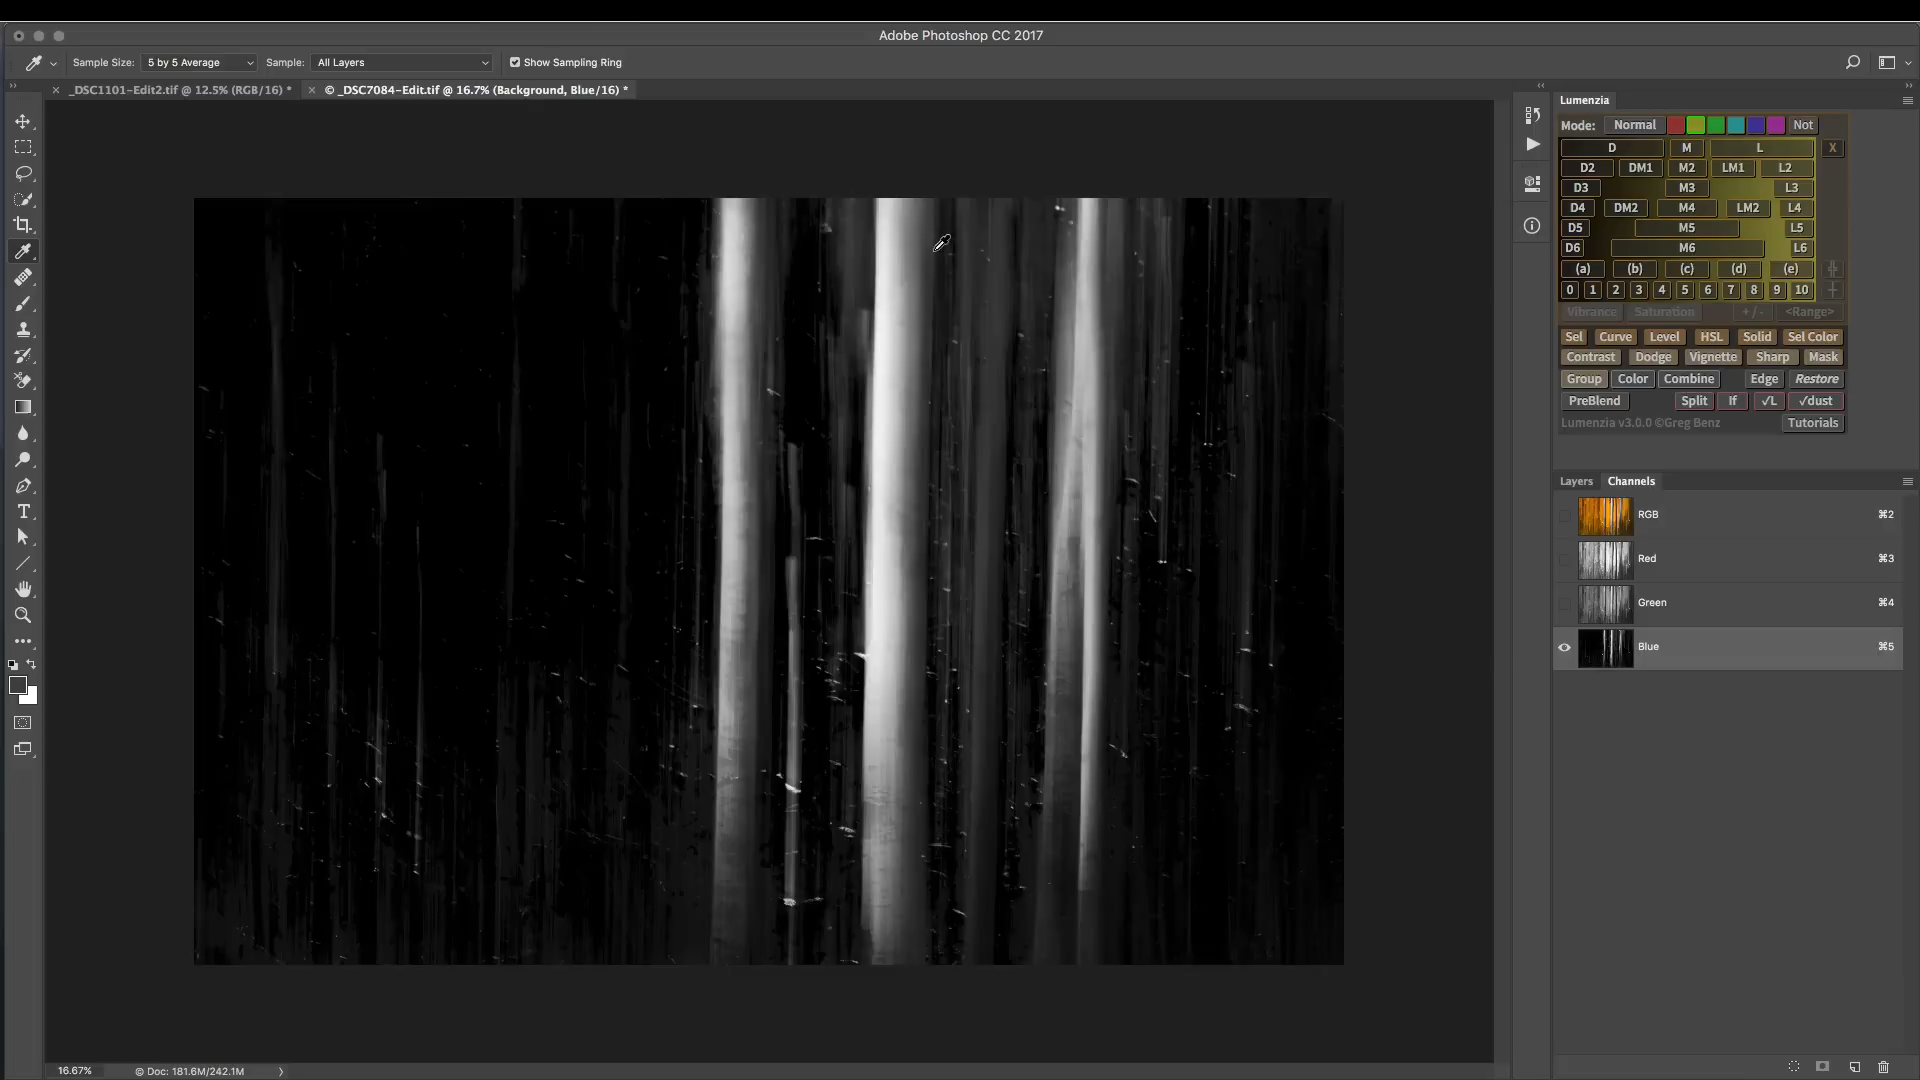 Adobe Photoshop CC 2017
Sample Size: 5 by 5 Average Sample: All Layers Show Sampling Ring
_DSC1101-Edit2.tif @ 12.5% (RGB/16) * © _DSC7084-Edit.tif @ 16.7% (Background, Blue/16) *
Lumenzia
Mode: Normal Not
D M L X
D2 DM1 M2 LM1 L2
D3 M3 L3
D4 DM2 M4 LM2 L4
D5 M5 L5
D6 M6 L6
(a) (b) (c) (d) (e)
0 1 2 3 4 5 6 7 8 9 10
Vibrance Saturation + / - <Range>
Sel Curve Level HSL Solid Sel Color
Contrast Dodge Vignette Sharp Mask
Group Color Combine Edge Restore
PreBlend Split If √L √dust
Lumenzia v3.0.0 ©Greg Benz Tutorials
Layers Channels
RGB ⌘2
Red ⌘3
Green ⌘4
Blue ⌘5
16.67% © Doc: 181.6M/242.1M